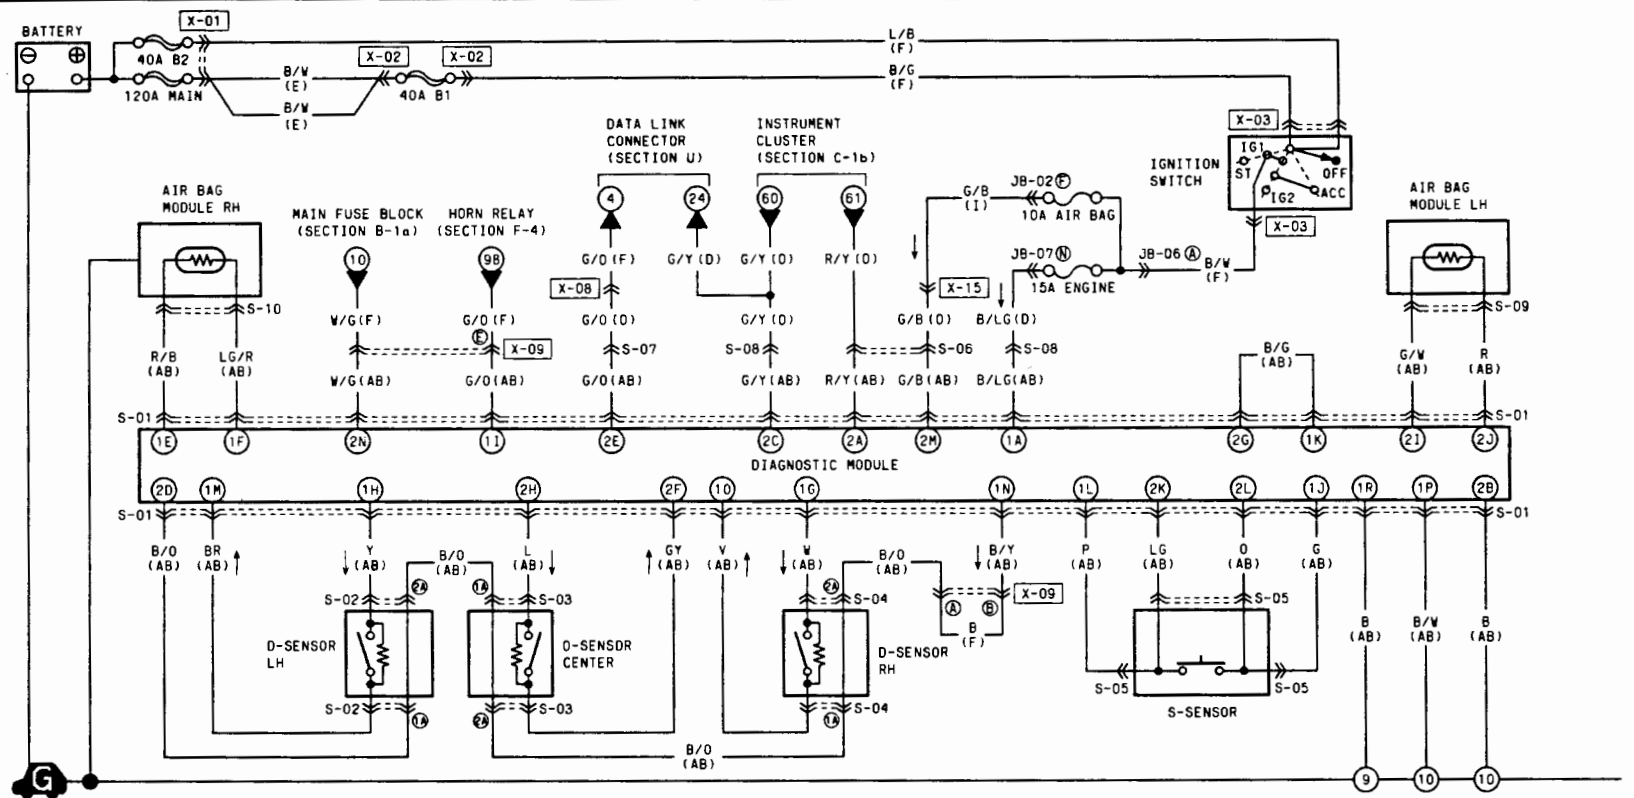 X-01
BATTERY
40A B2
120A MAIN
B/W
(E)
B/W
(E)
X-02
X-02
40A B1
L/B
(F)
B/G
(F)
X-03
IG1
ST
OFF
IG2
ACC
IGNITION
SWITCH
X-03
DATA LINK
CONNECTOR
(SECTION U)
INSTRUMENT
CLUSTER
(SECTION C-1b)
4
24
60
61
JB-02 F
G/B
(I)
10A AIR BAG
JB-07 N
15A ENGINE
JB-06 A
B/W
(F)
AIR BAG
MODULE RH
MAIN FUSE BLOCK
(SECTION B-1a)
HORN RELAY
(SECTION F-4)
10
98
AIR BAG
MODULE LH
G/O (F)
G/Y (D)
G/Y (D)
R/Y (D)
X-08
X-15
S-10
S-09
W/G (F)
G/O (F)
G/O (D)
G/Y (D)
G/B (D)
B/LG (D)
E
X-09
S-07
S-08
S-06
S-08
R/B
(AB)
LG/R
(AB)
W/G (AB)
G/O (AB)
G/O (AB)
G/Y (AB)
R/Y (AB)
G/B (AB)
B/LG (AB)
B/G
(AB)
G/W
(AB)
R
(AB)
S-01
S-01
1E
1F
2N
1I
2E
2C
2A
2M
1A
2G
1K
2I
2J
DIAGNOSTIC MODULE
2D
1M
1H
2H
2F
1O
1G
1N
1L
2K
2L
1J
1R
1P
2B
S-01
S-01
B/O
(AB)
BR
(AB)
Y
(AB)
B/O
(AB)
L
(AB)
GY
(AB)
V
(AB)
W
(AB)
B/O
(AB)
B/Y
(AB)
P
(AB)
LG
(AB)
O
(AB)
G
(AB)
S-02
2A
1A
S-03
2A
S-04
A
B
X-09
S-05
B
(F)
B
(AB)
B/W
(AB)
B
(AB)
D-SENSOR
LH
D-SENSOR
CENTER
D-SENSOR
RH
S-05
S-05
S-SENSOR
S-02
1A
2A
S-03
1A
S-04
B/O
(AB)
G
9
10
10